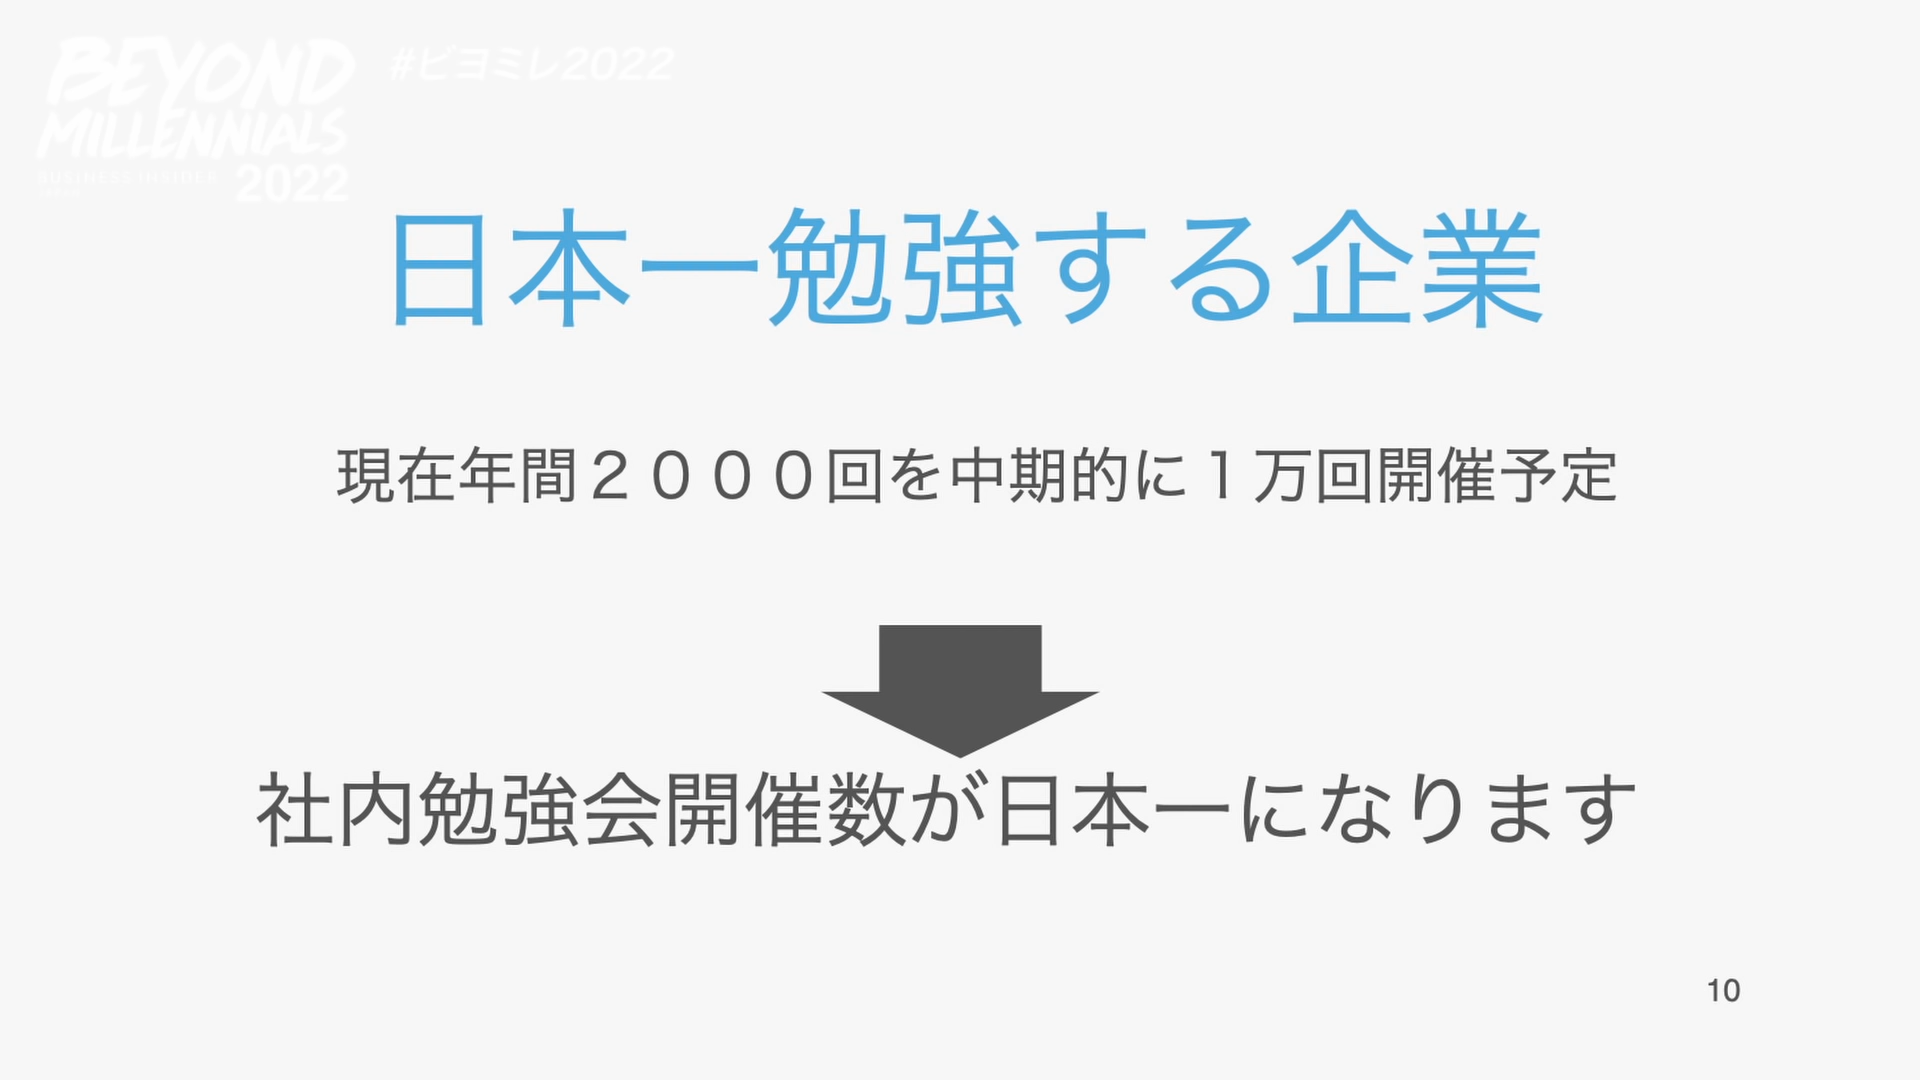 BEYOND
MILLENNIALS
BUSINESS INSIDER
2022
#ビヨミレ2022
日本一勉強する企業
現在年間２０００回を中期的に１万回開催予定
社内勉強会開催数が日本一になります
10